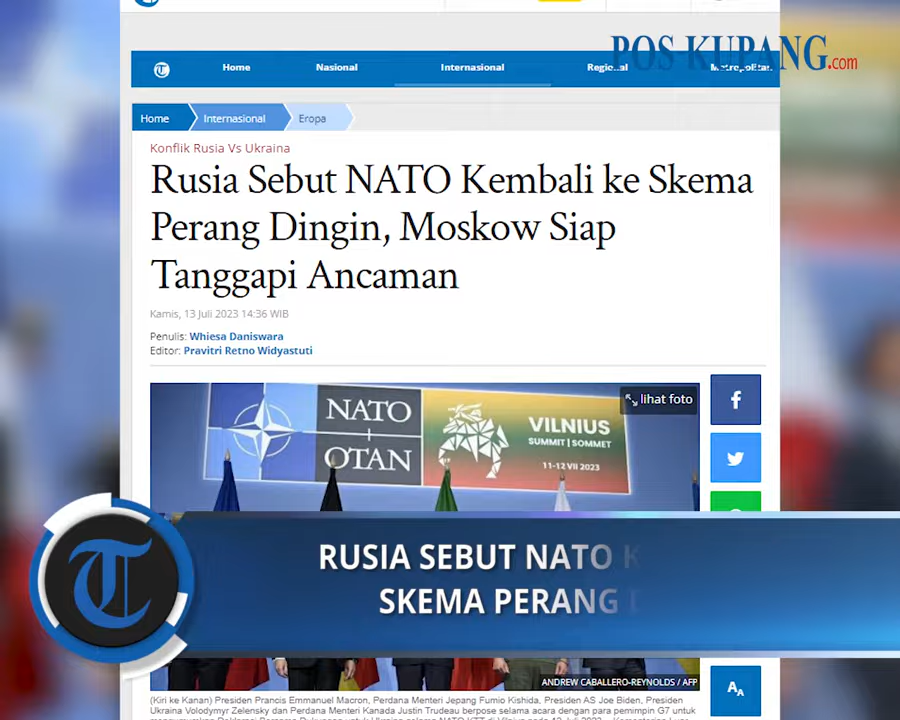 POS-KUPANG.com
Home Nasional Internasional
Home Internasional Eropa
Konflik Rusia Vs Ukraina
Rusia Sebut NATO Kembali ke Skema
Perang Dingin, Moskow Siap
Tanggapi Ancaman
Kamis, 13 Juli 2023 14:36 WIB
Penulis: Whiesa Daniswara
Editor: Pravitri Retno Widyastuti
lihat foto
NATO
OTAN
VILNIUS
SUMMIT | SOMMET
11-12 VII 2023
RUSIA SEBUT NATO
SKEMA PERANG
ANDREW CABALLERO-REYNOLDS / AFP
(Kiri ke Kanan) Presiden Prancis Emmanuel Macron, Perdana Menteri Jepang Fumio Kishida, Presiden AS Joe Biden, Presiden
Ukraina Volodymyr Zelensky dan Perdana Menteri Kanada Justin Trudeau berpose selama acara dengan para pemimpin G7 untuk